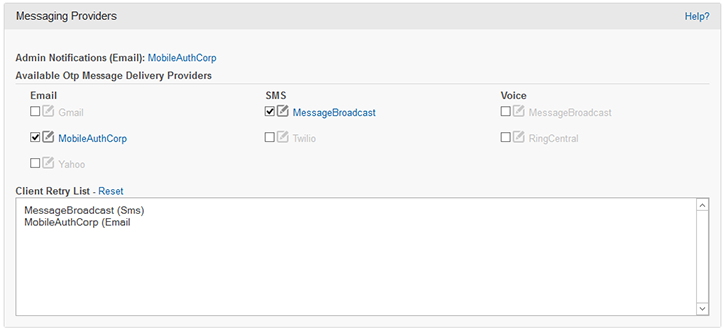 Messaging Providers Help?
Admin Notifications (Email): MobileAuthCorp
Available Otp Message Delivery Providers
Email SMS Voice
Gmail MessageBroadcast MessageBroadcast
MobileAuthCorp Twilio RingCentral
Yahoo
Client Retry List - Reset
MessageBroadcast (Sms)
MobileAuthCorp (Email